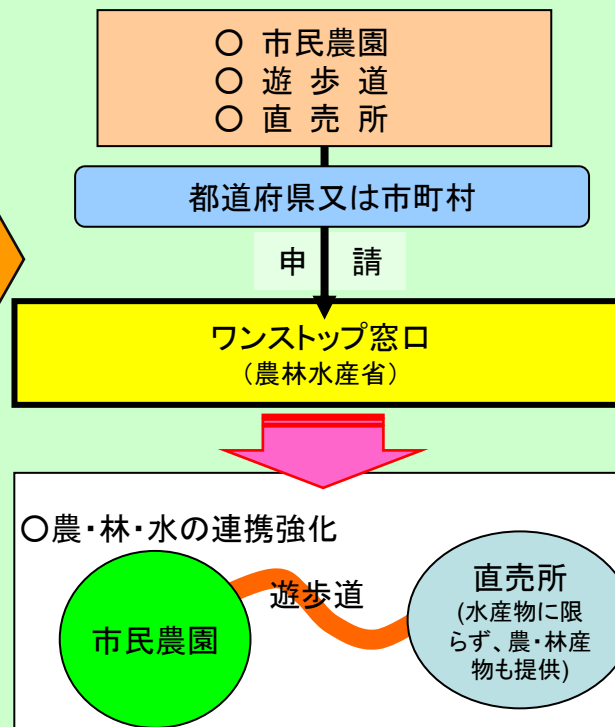 ○ 市民農園
○ 遊 歩 道
○ 直 売 所
都道府県又は市町村
申 請
ワンストップ窓口
（農林水産省）
○農・林・水の連携強化
遊歩道
市民農園
直売所
(水産物に限
らず、農・林産
物も提供)